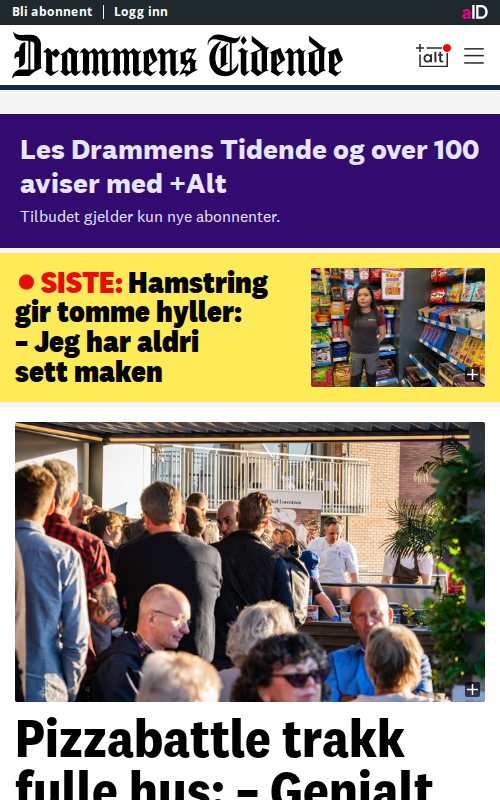 Bli abonnent | Logg inn
aID
Drammens Tidende
+alt
Les Drammens Tidende og over 100
aviser med +Alt
Tilbudet gjelder kun nye abonnenter.
SISTE: Hamstring
gir tomme hyller:
– Jeg har aldri
sett maken
Pizzabattle trakk
fulle hus: – Genialt